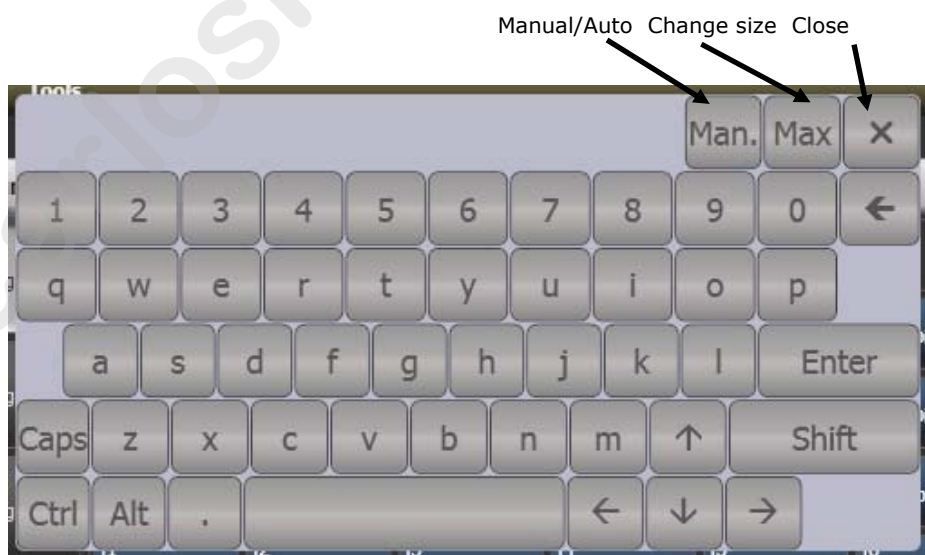 Manual/Auto Change size Close
Tools
Man. Max ×
1 2 3 4 5 6 7 8 9 0 ←
q w e r t y u i o p
a s d f g h j k l Enter
Caps z x c v b n m ↑ Shift
Ctrl Alt . ← ↓ →